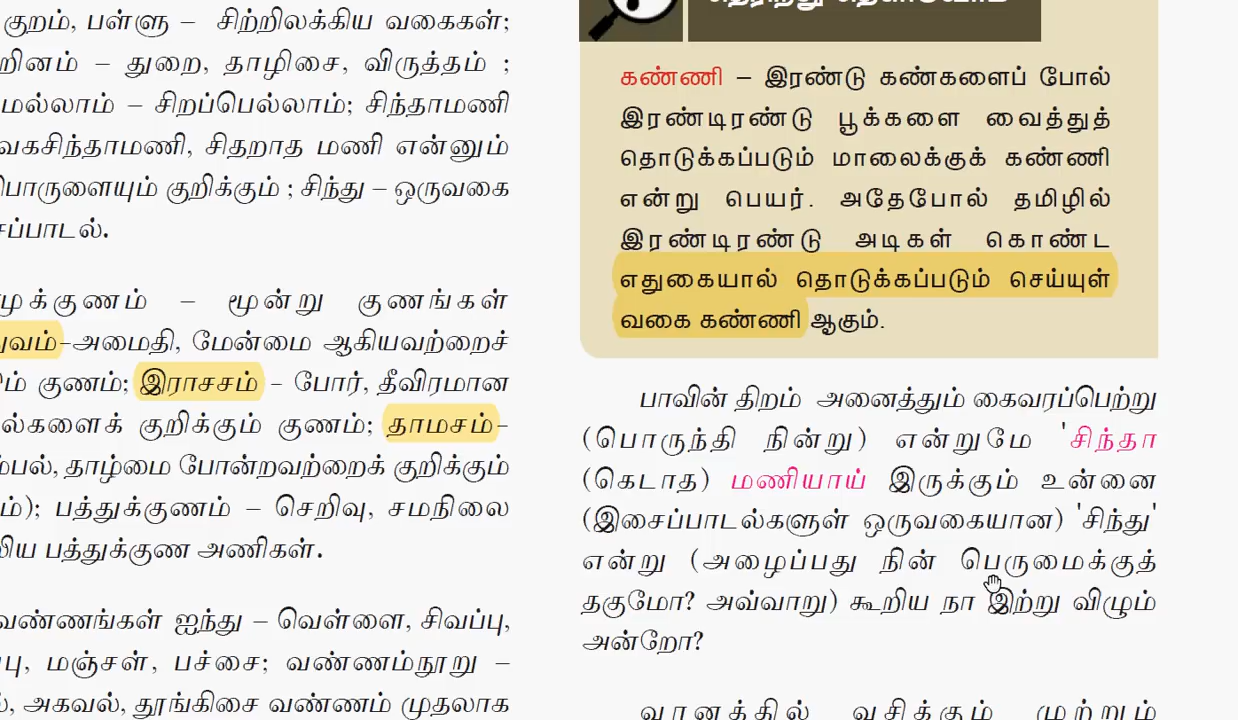 குறம், பள்ளு – சிற்றிலக்கிய வகைகள்;
றினம் – துறை, தாழிசை, விருத்தம் ;
மல்லாம் – சிறப்பெல்லாம்; சிந்தாமணி
வகசிந்தாமணி, சிதறாத மணி என்னும்
பொருளையும் குறிக்கும் ; சிந்து – ஒருவகை
சப்பாடல்.
முக்குணம் – மூன்று குணங்கள்
துவம்–அமைதி, மேன்மை ஆகியவற்றைச்
ம் குணம்; இராசசம் – போர், தீவிரமான
ல்களைக் குறிக்கும் குணம்; தாமசம்–
ம்பல், தாழ்மை போன்றவற்றைக் குறிக்கும்
ம்); பத்துக்குணம் – செறிவு, சமநிலை
லிய பத்துக்குண அணிகள்.
வண்ணங்கள் ஐந்து – வெள்ளை, சிவப்பு,
பு, மஞ்சள், பச்சை; வண்ணம்நூறு –
ல், அகவல், தூங்கிசை வண்ணம் முதலாக
கண்ணி – இரண்டு கண்களைப் போல்
இரண்டிரண்டு பூக்களை வைத்துத்
தொடுக்கப்படும் மாலைக்குக் கண்ணி
என்று பெயர். அதேபோல் தமிழில்
இரண்டிரண்டு அடிகள் கொண்ட
எதுகையால் தொடுக்கப்படும் செய்யுள்
வகை கண்ணி ஆகும்.
பாவின் திறம் அனைத்தும் கைவரப்பெற்று
(பொருந்தி நின்று) என்றுமே 'சிந்தா
(கெடாத) மணியாய் இருக்கும் உன்னை
(இசைப்பாடல்களுள் ஒருவகையான) 'சிந்து'
என்று (அழைப்பது நின் பெருமைக்குத்
தகுமோ? அவ்வாறு) கூறிய நா இற்று விழும்
அன்றோ?
வானத்தில் வசிக்கும் முற்றும்